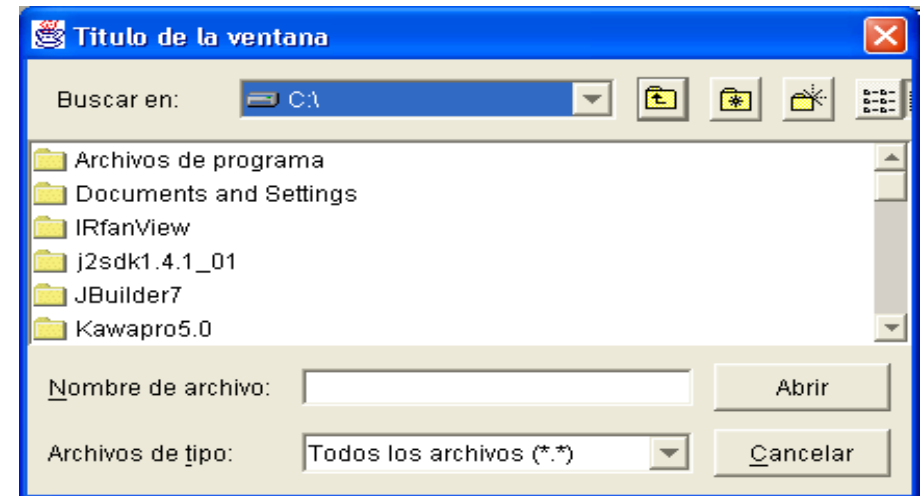 Titulo de la ventana
Buscar en: C:\
Archivos de programa
Documents and Settings
IRfanView
j2sdk1.4.1_01
JBuilder7
Kawapro5.0
Nombre de archivo: Abrir
Archivos de tipo: Todos los archivos (*.*) Cancelar